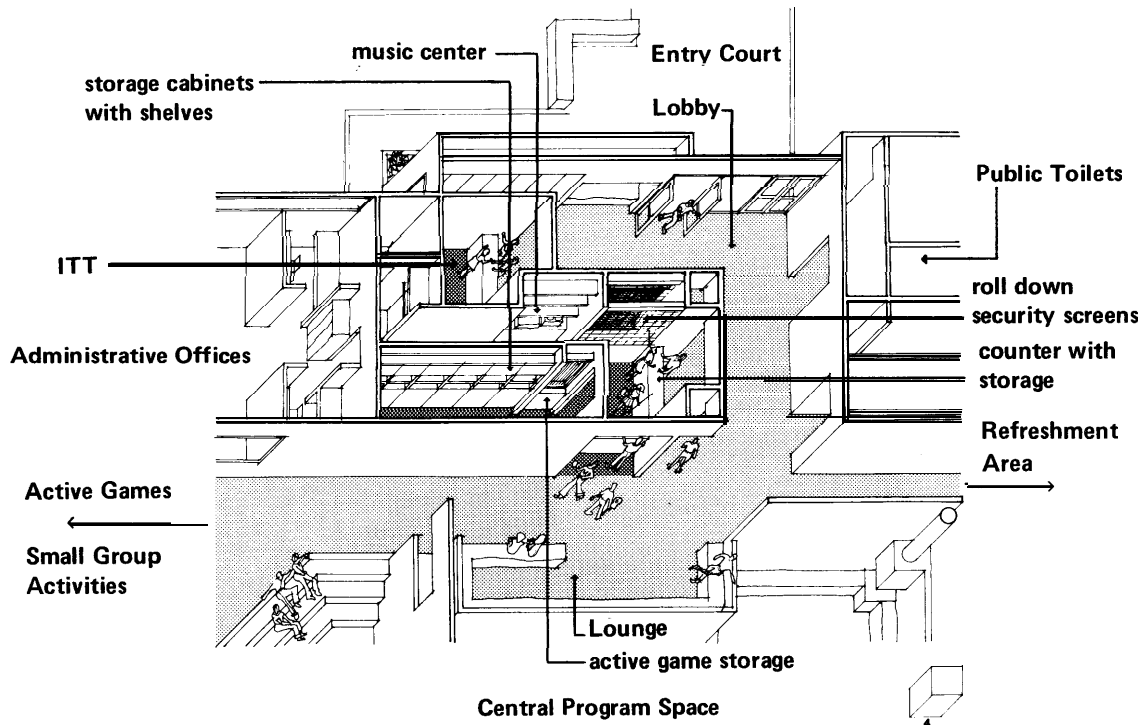 music center
Entry Court
storage cabinets
with shelves
Lobby
Public Toilets
ITT
roll down
security screens
Administrative Offices
counter with
storage
Refreshment
Area
Active Games
Small Group
Activities
Lounge
active game storage
Central Program Space